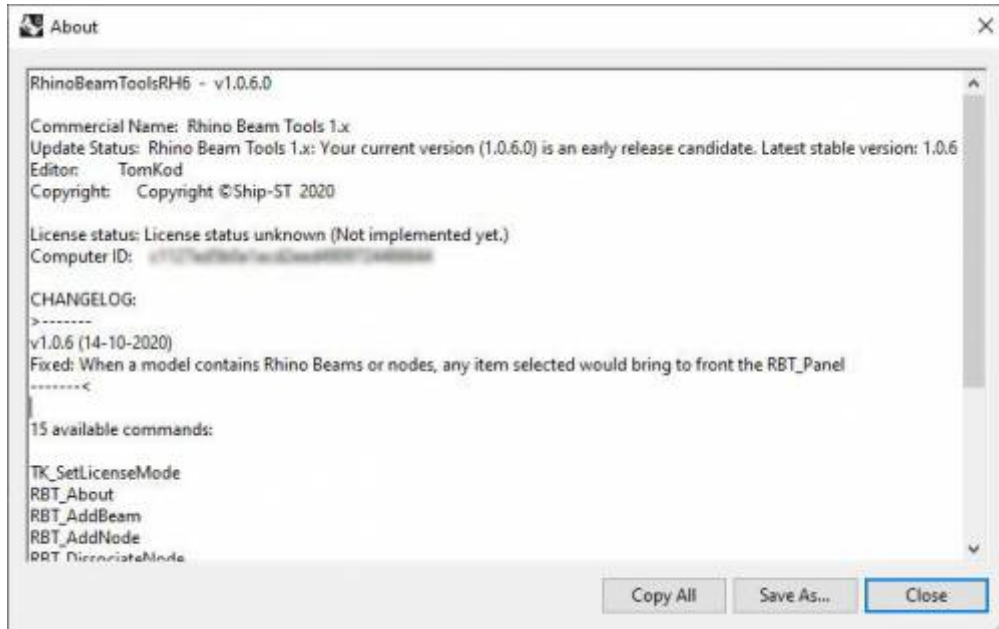 About
RhinoBeamToolsRH6 - v1.0.6.0
Commercial Name: Rhino Beam Tools 1.x
Update Status: Rhino Beam Tools 1.x: Your current version (1.0.6.0) is an early release candidate. Latest stable version: 1.0.6
Editor: TomKod
Copyright: Copyright ©Ship-ST 2020
License status: License status unknown (Not implemented yet.)
Computer ID:
CHANGELOG:
>-------
v1.0.6 (14-10-2020)
Fixed: When a model contains Rhino Beams or nodes, any item selected would bring to front the RBT_Panel
-------<
15 available commands:
TK_SetLicenseMode
RBT_About
RBT_AddBeam
RBT_AddNode
RBT_DissociateNode
Copy All Save As... Close